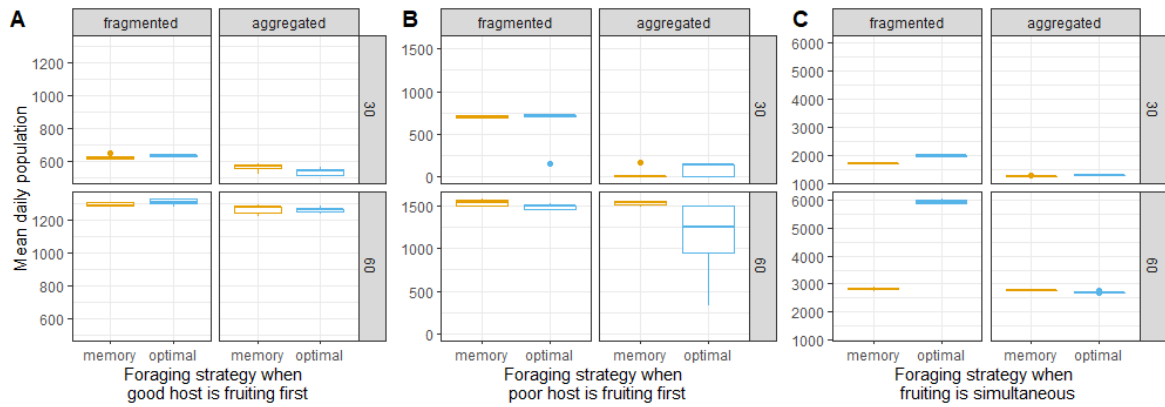 A
fragmented aggregated
Mean daily population
1200
1000
800
600
30
1200
1000
800
600
60
memory optimal memory optimal
Foraging strategy when
good host is fruiting first
B
fragmented aggregated
1500
1000
500
0
30
1500
1000
500
0
60
memory optimal memory optimal
Foraging strategy when
poor host is fruiting first
C
fragmented aggregated
6000
5000
4000
3000
2000
1000
30
6000
5000
4000
3000
2000
1000
60
memory optimal memory optimal
Foraging strategy when
fruiting is simultaneous